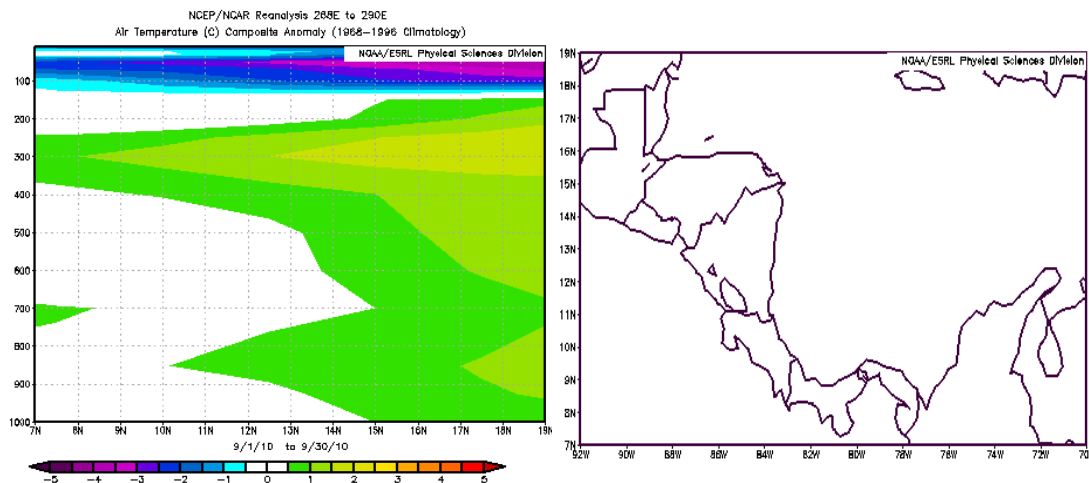 NCEP/NCAR Reanalysis 268E to 290E
Air Temperature (C) Composite Anomaly (1968-1996 Climatology)
NOAA/ESRL Physical Sciences Division
100
200
300
400
500
600
700
800
900
1000
7N 8N 9N 10N 11N 12N 13N 14N 15N 16N 17N 18N 19N
9/1/10 to 9/30/10
-5 -4 -3 -2 -1 0 1 2 3 4 5
NOAA/ESRL Physical Sciences Division
19N
18N
17N
16N
15N
14N
13N
12N
11N
10N
9N
8N
7N
92W 90W 88W 86W 84W 82W 80W 78W 76W 74W 72W 70